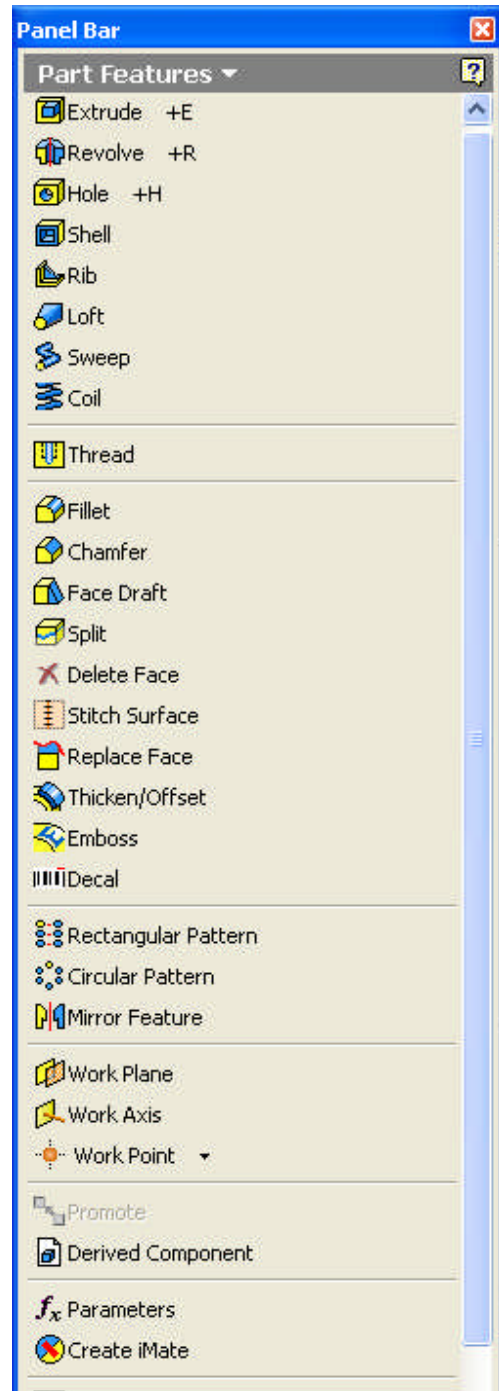 Panel Bar
Part Features
Extrude +E
Revolve +R
Hole +H
Shell
Rib
Loft
Sweep
Coil
Thread
Fillet
Chamfer
Face Draft
Split
Delete Face
Stitch Surface
Replace Face
Thicken/Offset
Emboss
Decal
Rectangular Pattern
Circular Pattern
Mirror Feature
Work Plane
Work Axis
Work Point
Promote
Derived Component
fx Parameters
Create iMate